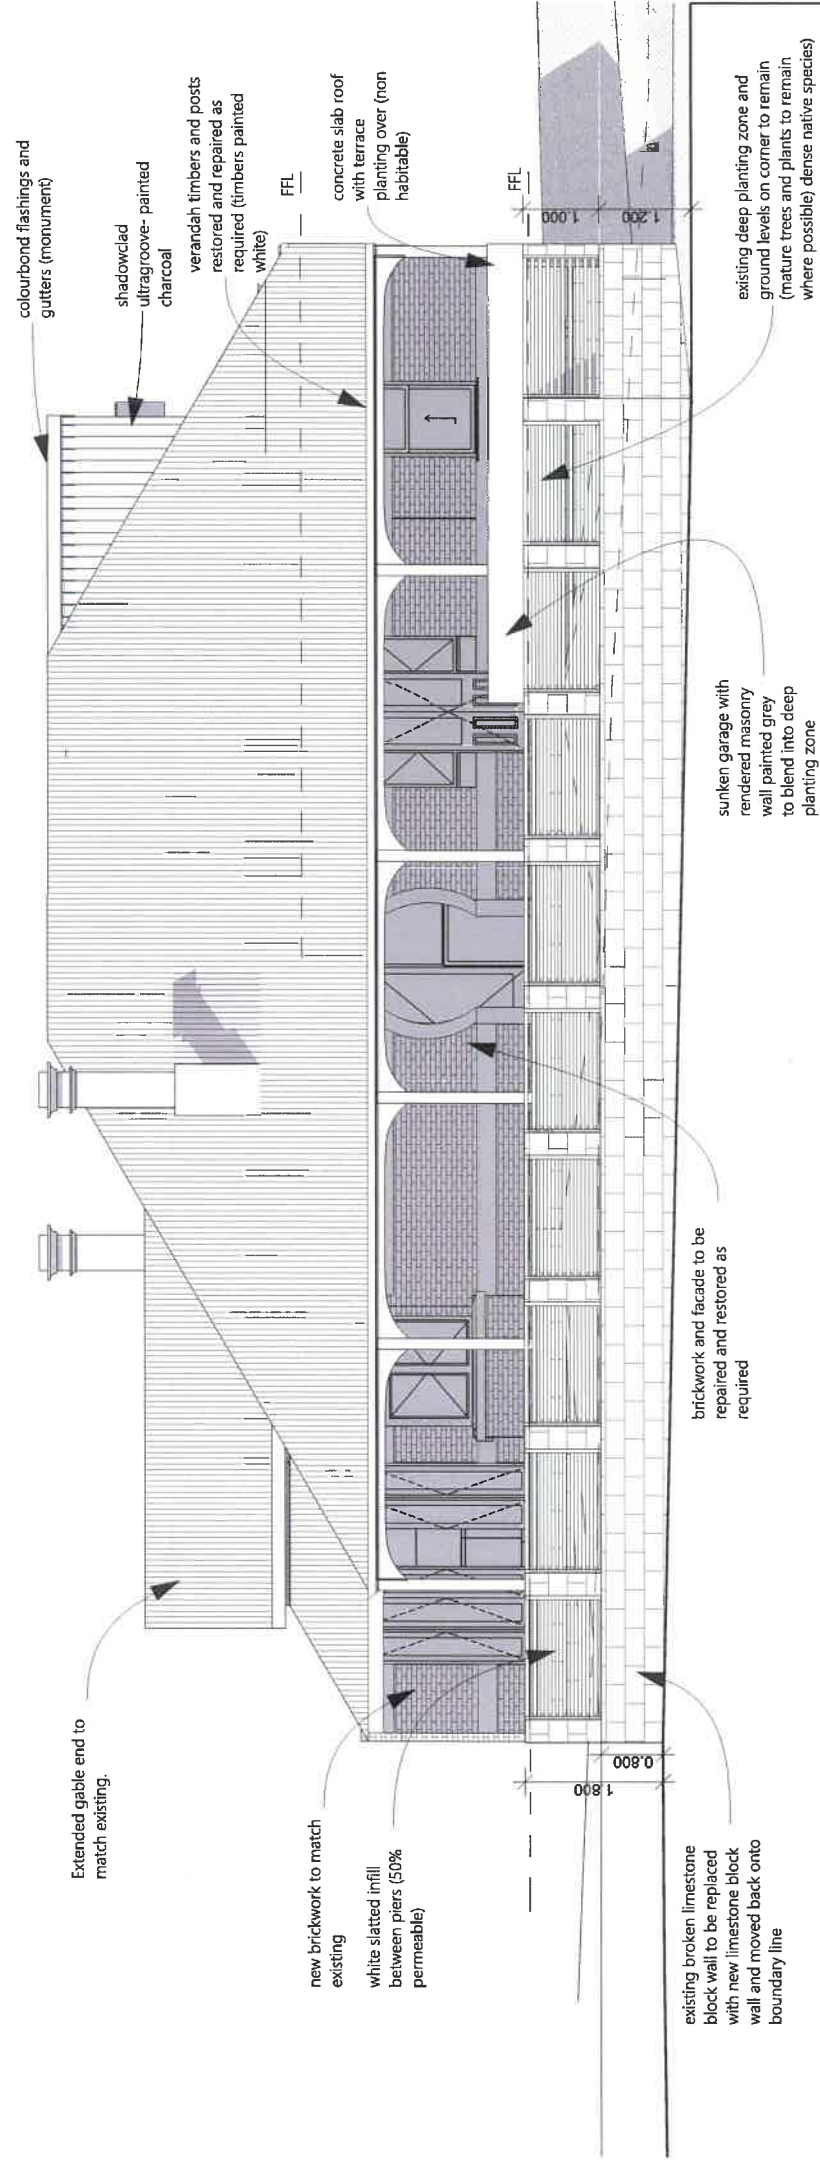 Extended gable end to
match existing.
new brickwork to match
existing
white slatted infill
between piers (50%
permeable)
existing broken limestone
block wall to be replaced
with new limestone block
wall and moved back onto
boundary line
1.800
0.800
brickwork and facade to be
repaired and restored as
required
sunken garage with
rendered masonry
wall painted grey
to blend into deep
planting zone
colourbond flashings and
gutters (monument)
shadowclad
ultragroove- painted
charcoal
verandah timbers and posts
restored and repaired as
required (timbers painted
white)
FFL
concrete slab roof
with terrace
planting over (non
habitable)
FFL
1.000
1.200
existing deep planting zone and
ground levels on corner to remain
(mature trees and plants to remain
where possible) dense native species)